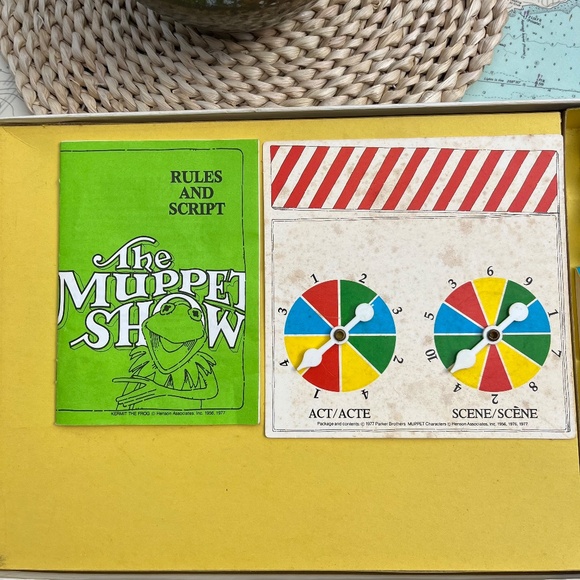 RULES
AND
SCRIPT
The
MUPPET
SHOW
KERMIT THE FROG © Henson Associates, Inc. 1956, 1977
1 2
3 3
4 2
1 4
ACT/ACTE
6
3 9
5 1
10 7
4 8
2
SCENE/SCÈNE
Package and contents © 1977 Parker Brothers. MUPPET Characters © Henson Associates, Inc. 1956, 1976, 1977.